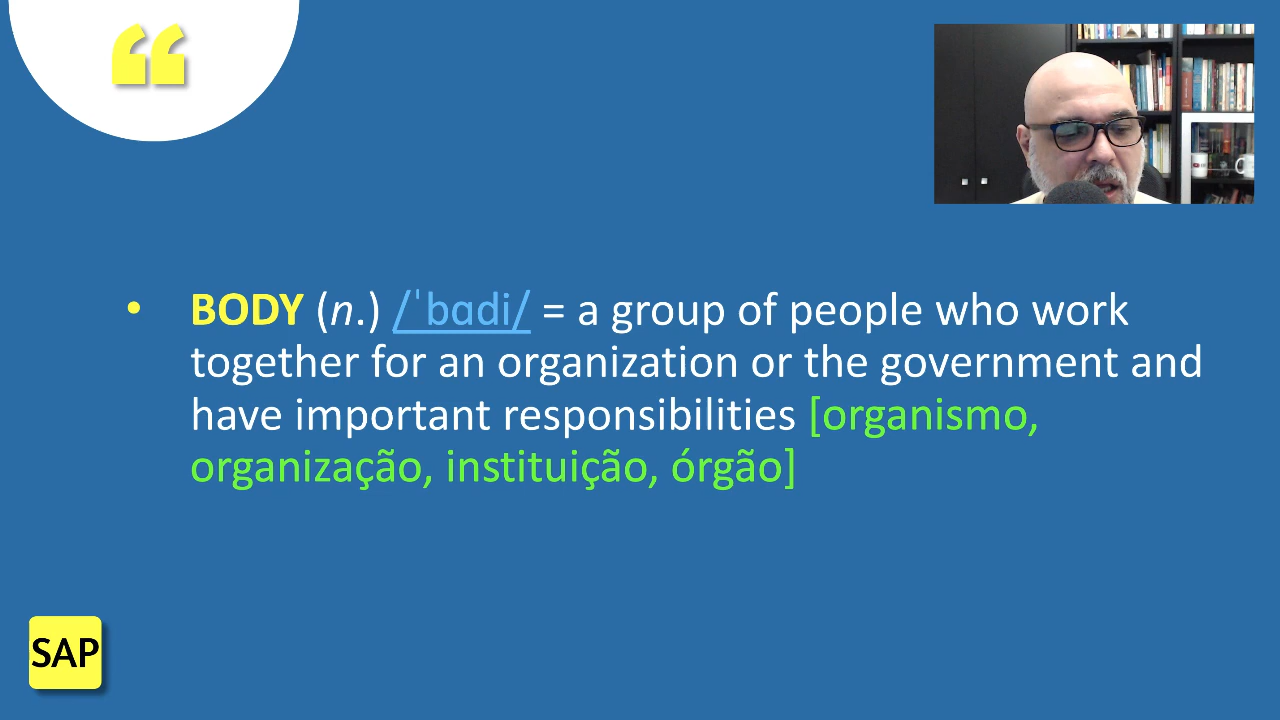 “
• BODY (n.) /ˈbɑdi/ = a group of people who work
together for an organization or the government and
have important responsibilities [organismo,
organização, instituição, órgão]
SAP